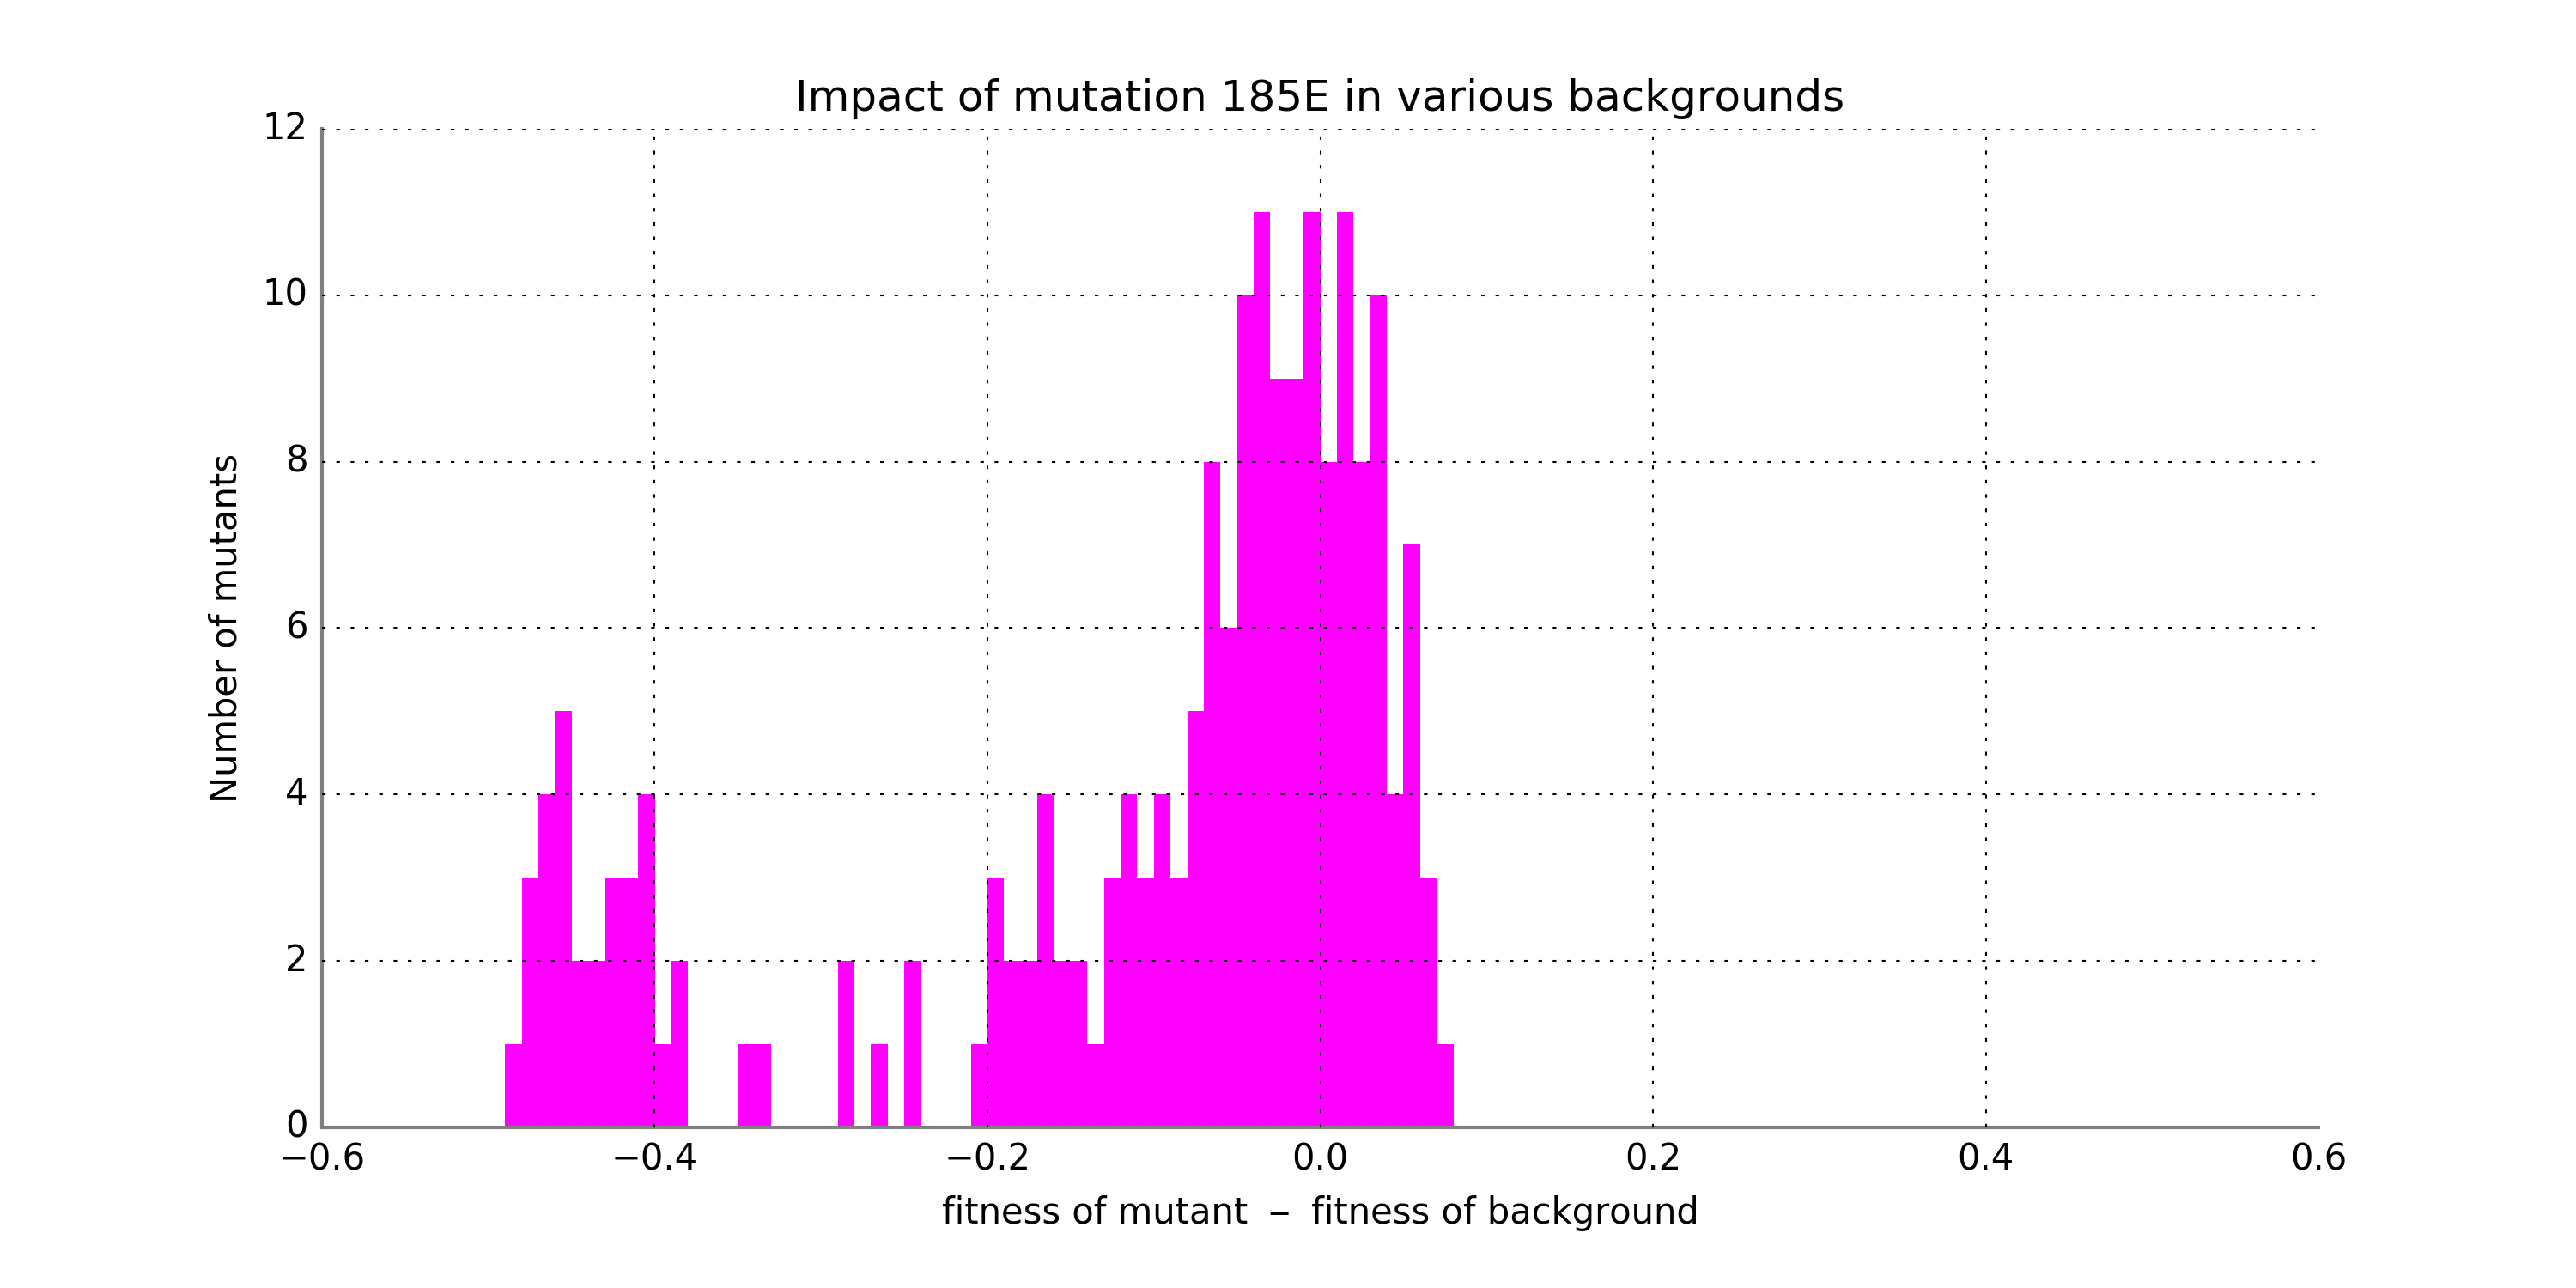 Impact of mutation 185E in various backgrounds
12
10
8
6
4
2
0
Number of mutants
−0.6 −0.4 −0.2 0.0 0.2 0.4 0.6
fitness of mutant − fitness of background